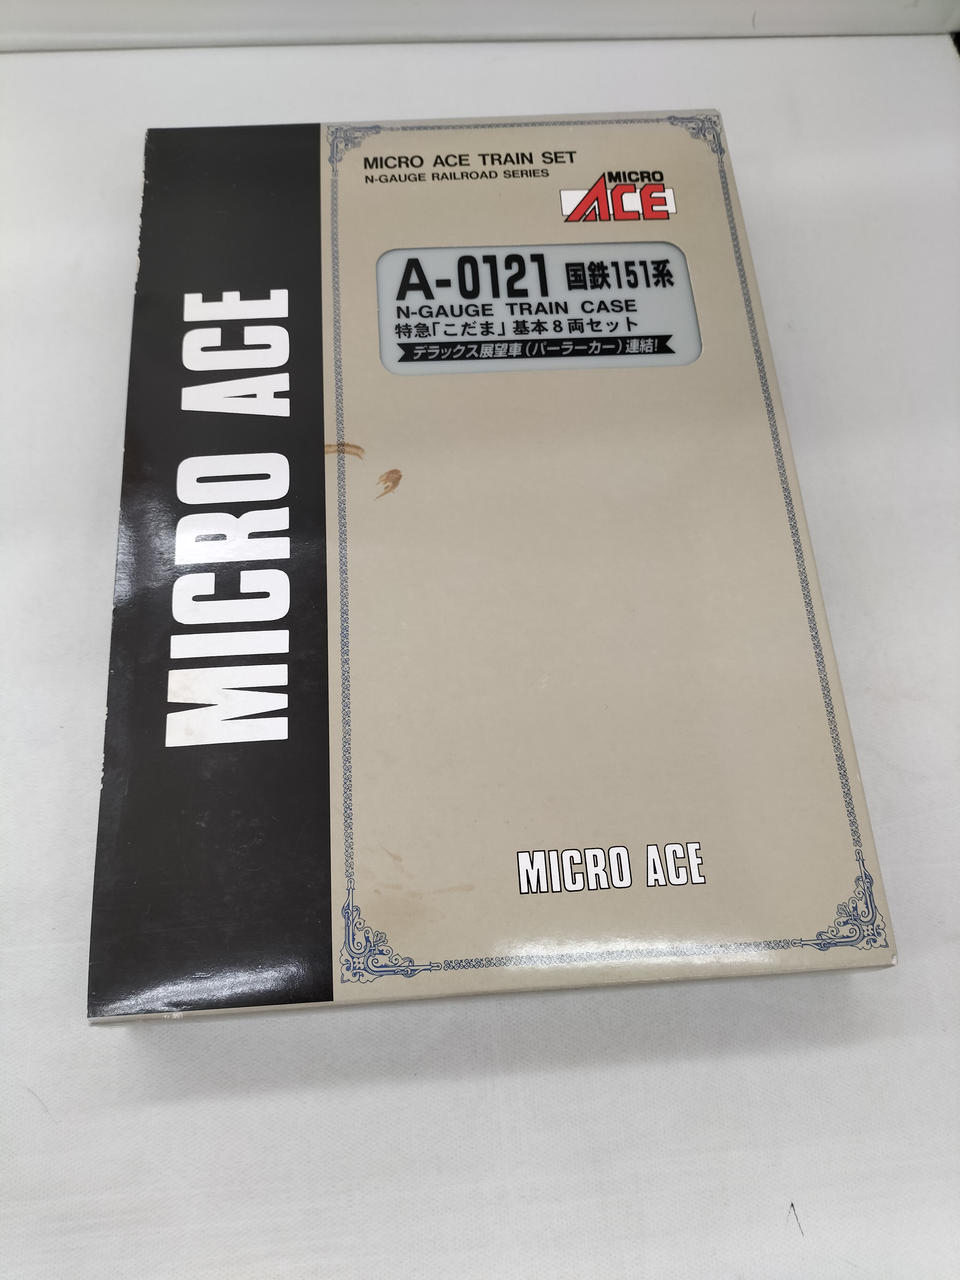 MICRO ACE
MICRO ACE TRAIN SET
N-GAUGE RAILROAD SERIES
MICRO
ACE
A-0121 国鉄151系
N-GAUGE TRAIN CASE
特急「こだま」基本8両セット
デラックス展望車(パーラーカー)連結!
MICRO ACE